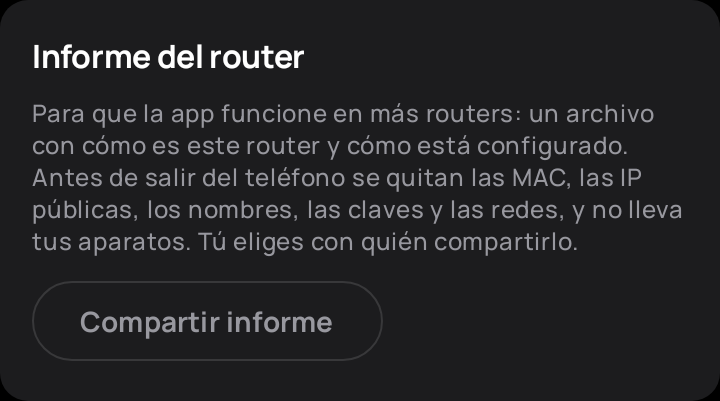 Informe del router
Para que la app funcione en más routers: un archivo
con cómo es este router y cómo está configurado.
Antes de salir del teléfono se quitan las MAC, las IP
públicas, los nombres, las claves y las redes, y no lleva
tus aparatos. Tú eliges con quién compartirlo.
Compartir informe